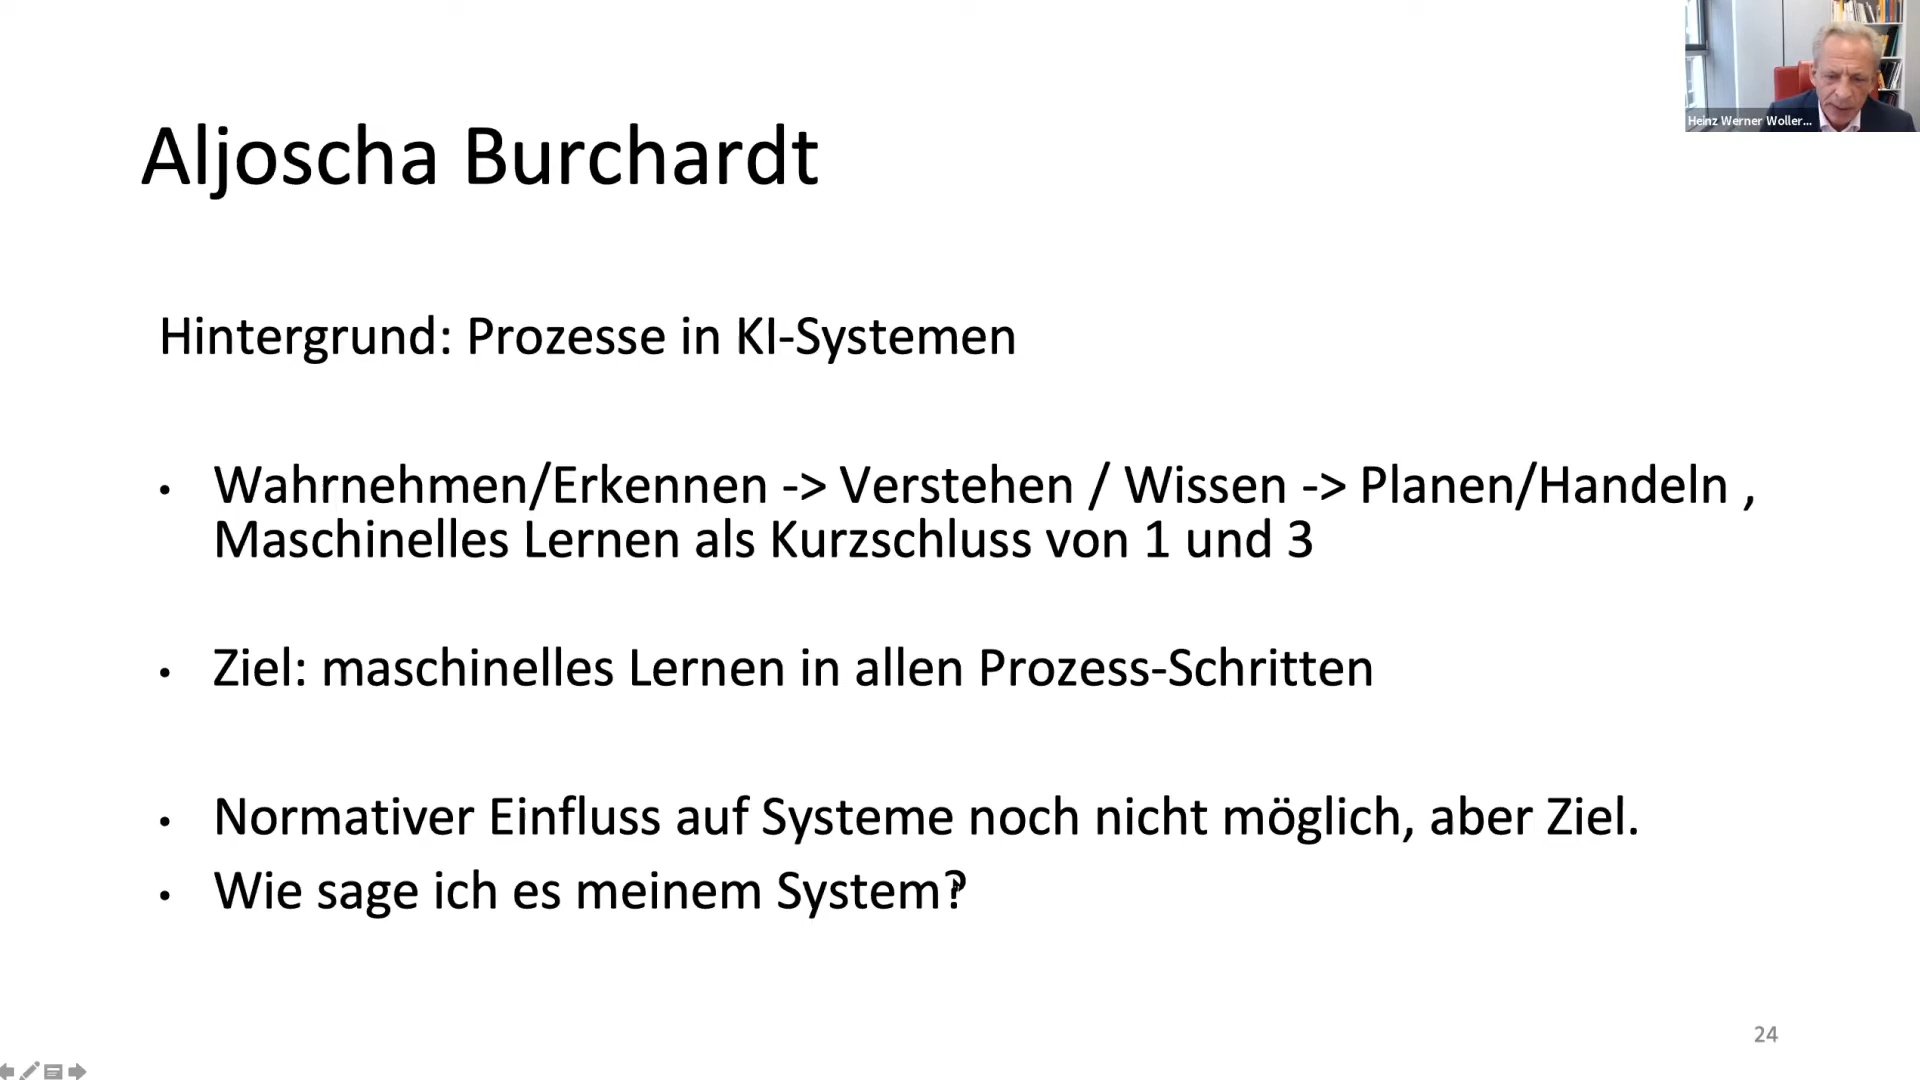 Heinz Werner Woller...
Aljoscha Burchardt
Hintergrund: Prozesse in KI-Systemen
• Wahrnehmen/Erkennen -> Verstehen / Wissen -> Planen/Handeln ,
Maschinelles Lernen als Kurzschluss von 1 und 3
• Ziel: maschinelles Lernen in allen Prozess-Schritten
• Normativer Einfluss auf Systeme noch nicht möglich, aber Ziel.
• Wie sage ich es meinem System?
24